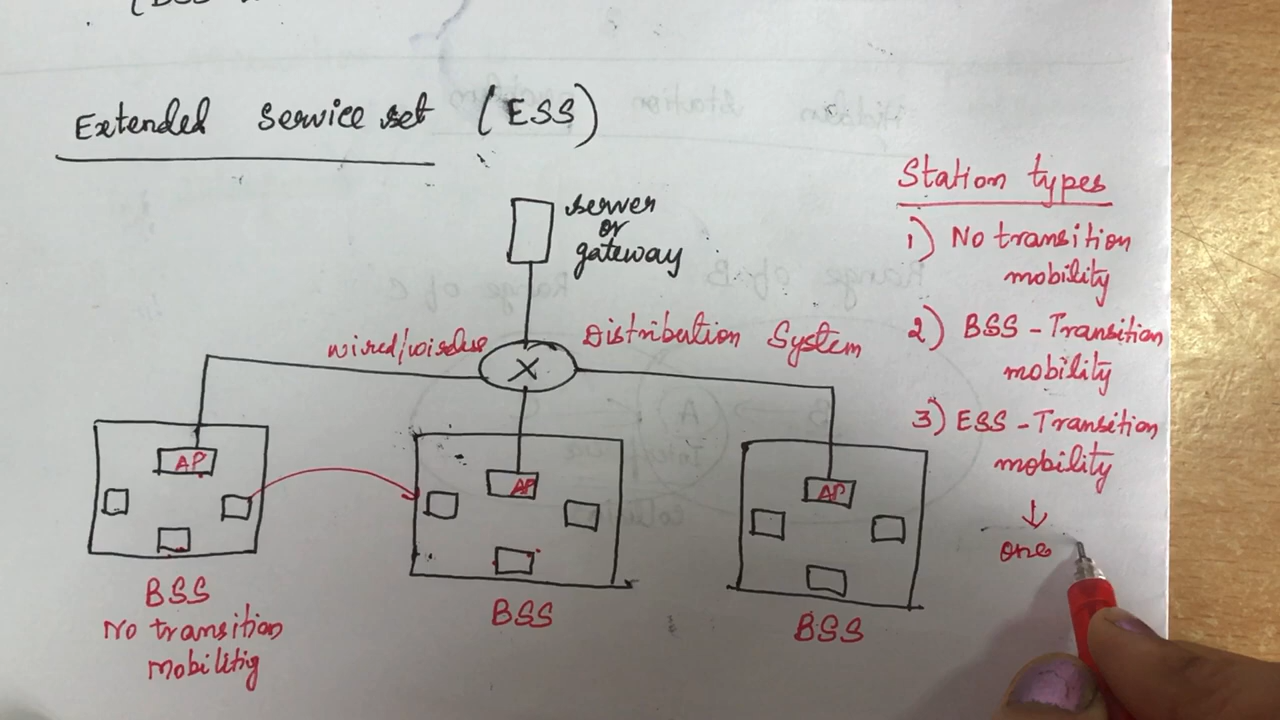 Extended Service set (ESS)
server
or
gateway
wired/wireless
Distribution System
X
AP
AP
AP
BSS
No transition
mobilitiy
BSS
BSS
Station types
1) No transition
mobility
2) BSS - Transition
mobility
3) ESS - Transition
mobility
↓
one